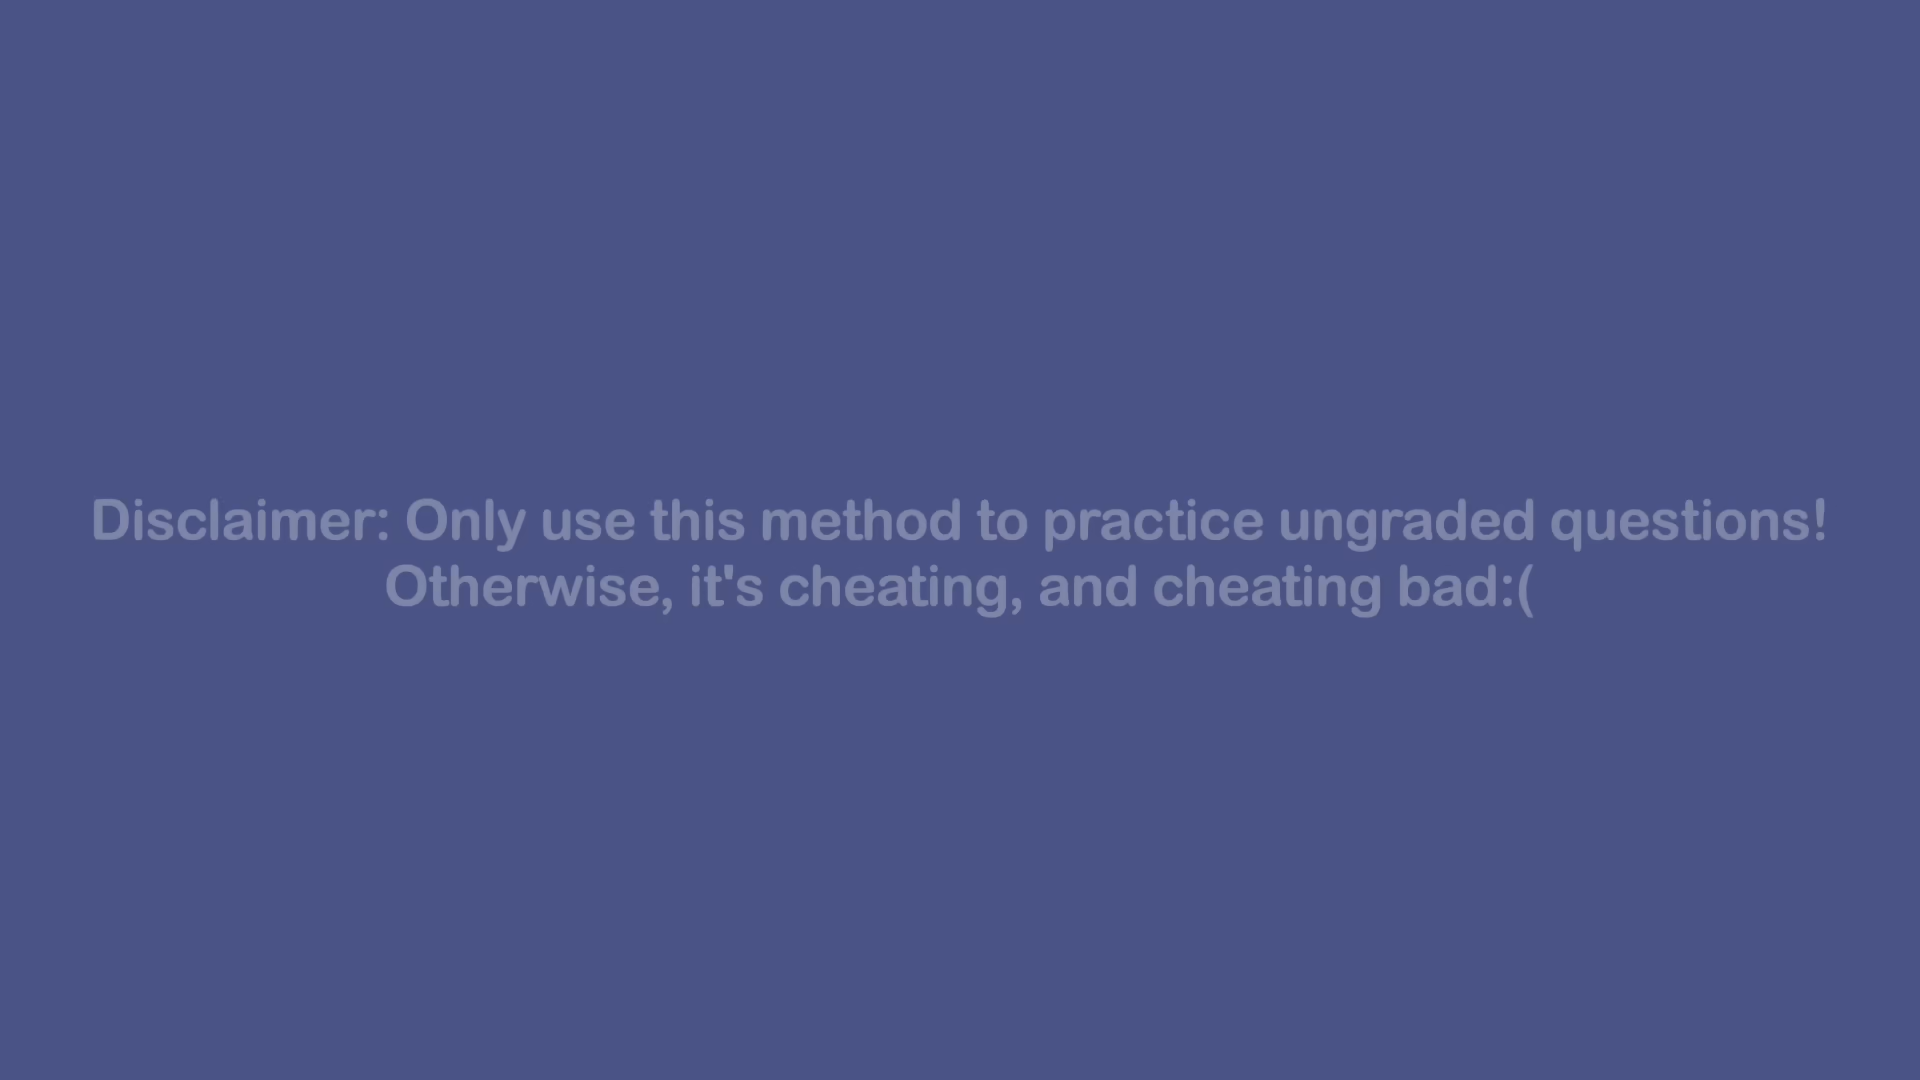 Disclaimer: Only use this method to practice ungraded questions!
Otherwise, it's cheating, and cheating bad:(